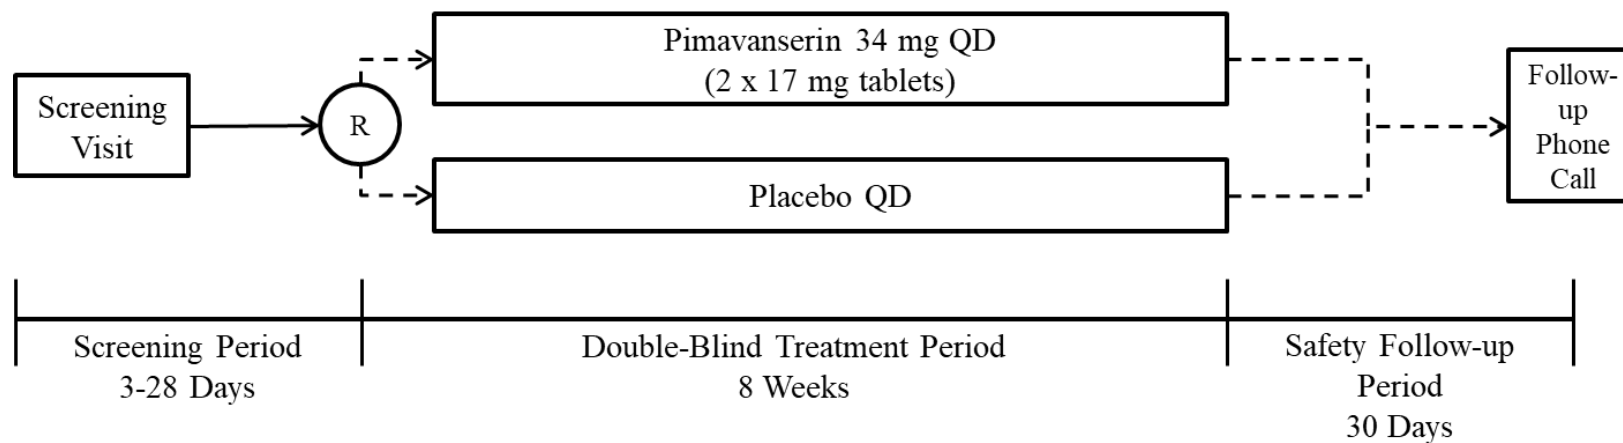 Screening
Visit
R
Pimavanserin 34 mg QD
(2 x 17 mg tablets)
Placebo QD
Follow-
up
Phone
Call
Screening Period
3-28 Days
Double-Blind Treatment Period
8 Weeks
Safety Follow-up
Period
30 Days